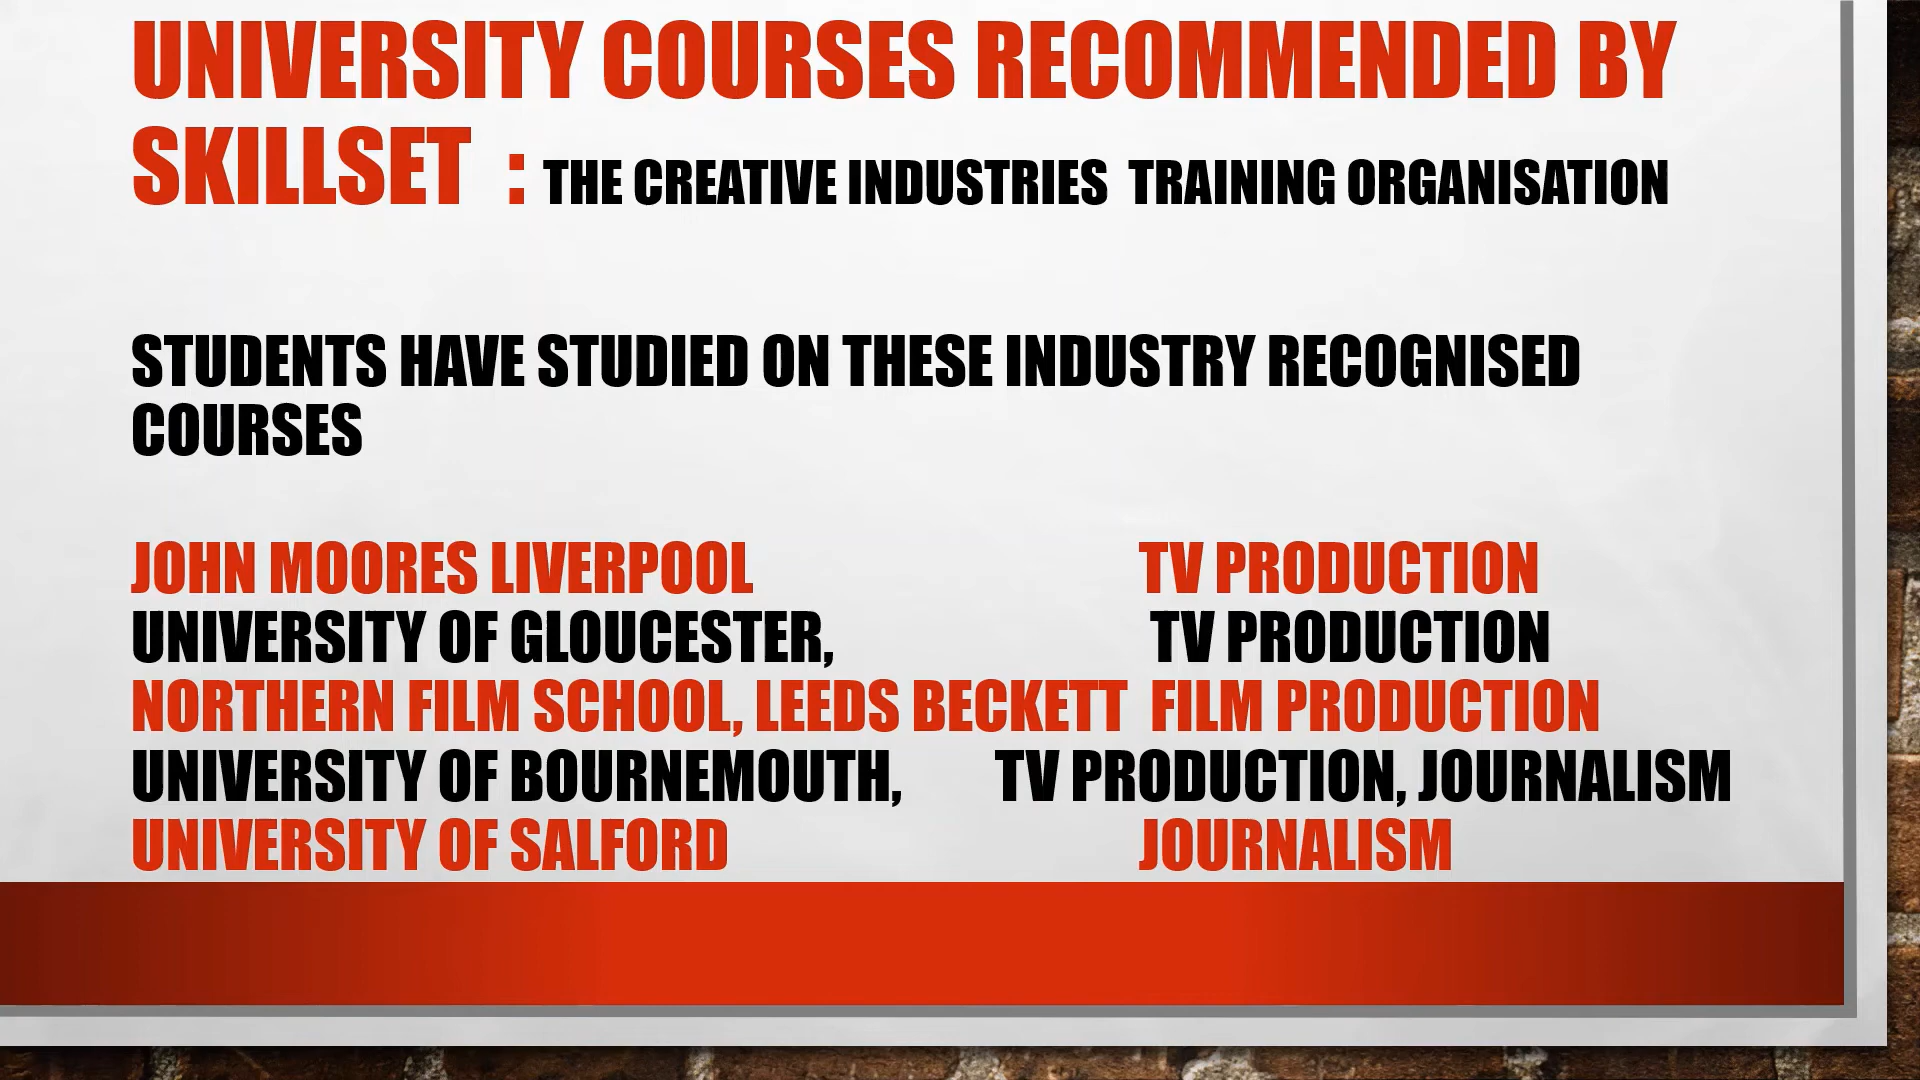 UNIVERSITY COURSES RECOMMENDED BY
SKILLSET : THE CREATIVE INDUSTRIES TRAINING ORGANISATION
STUDENTS HAVE STUDIED ON THESE INDUSTRY RECOGNISED
COURSES
JOHN MOORES LIVERPOOL TV PRODUCTION
UNIVERSITY OF GLOUCESTER, TV PRODUCTION
NORTHERN FILM SCHOOL, LEEDS BECKETT FILM PRODUCTION
UNIVERSITY OF BOURNEMOUTH, TV PRODUCTION, JOURNALISM
UNIVERSITY OF SALFORD JOURNALISM